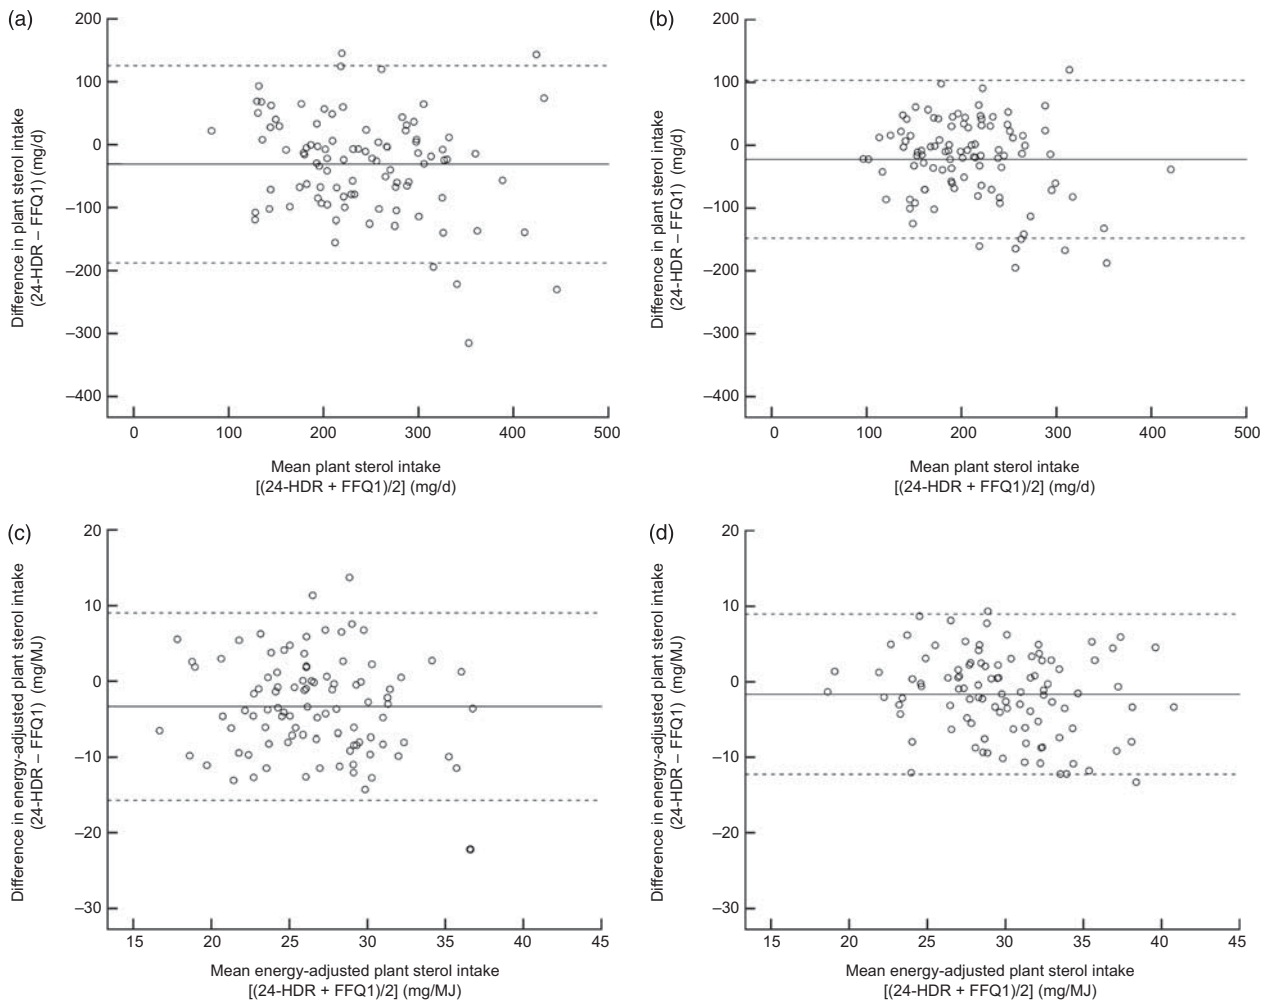 (a)
200
100
0
–100
–200
–300
–400
Difference in plant sterol intake
(24-HDR – FFQ1) (mg/d)
0 100 200 300 400 500
Mean plant sterol intake
[(24-HDR + FFQ1)/2] (mg/d)
(b)
200
100
0
–100
–200
–300
–400
Difference in plant sterol intake
(24-HDR – FFQ1) (mg/d)
0 100 200 300 400 500
Mean plant sterol intake
[(24-HDR + FFQ1)/2] (mg/d)
(c)
20
10
0
–10
–20
–30
Difference in energy-adjusted plant sterol intake
(24-HDR – FFQ1) (mg/MJ)
15 20 25 30 35 40 45
Mean energy-adjusted plant sterol intake
[(24-HDR + FFQ1)/2] (mg/MJ)
(d)
20
10
0
–10
–20
–30
Difference in energy-adjusted plant sterol intake
(24-HDR – FFQ1) (mg/MJ)
15 20 25 30 35 40 45
Mean energy-adjusted plant sterol intake
[(24-HDR + FFQ1)/2] (mg/MJ)